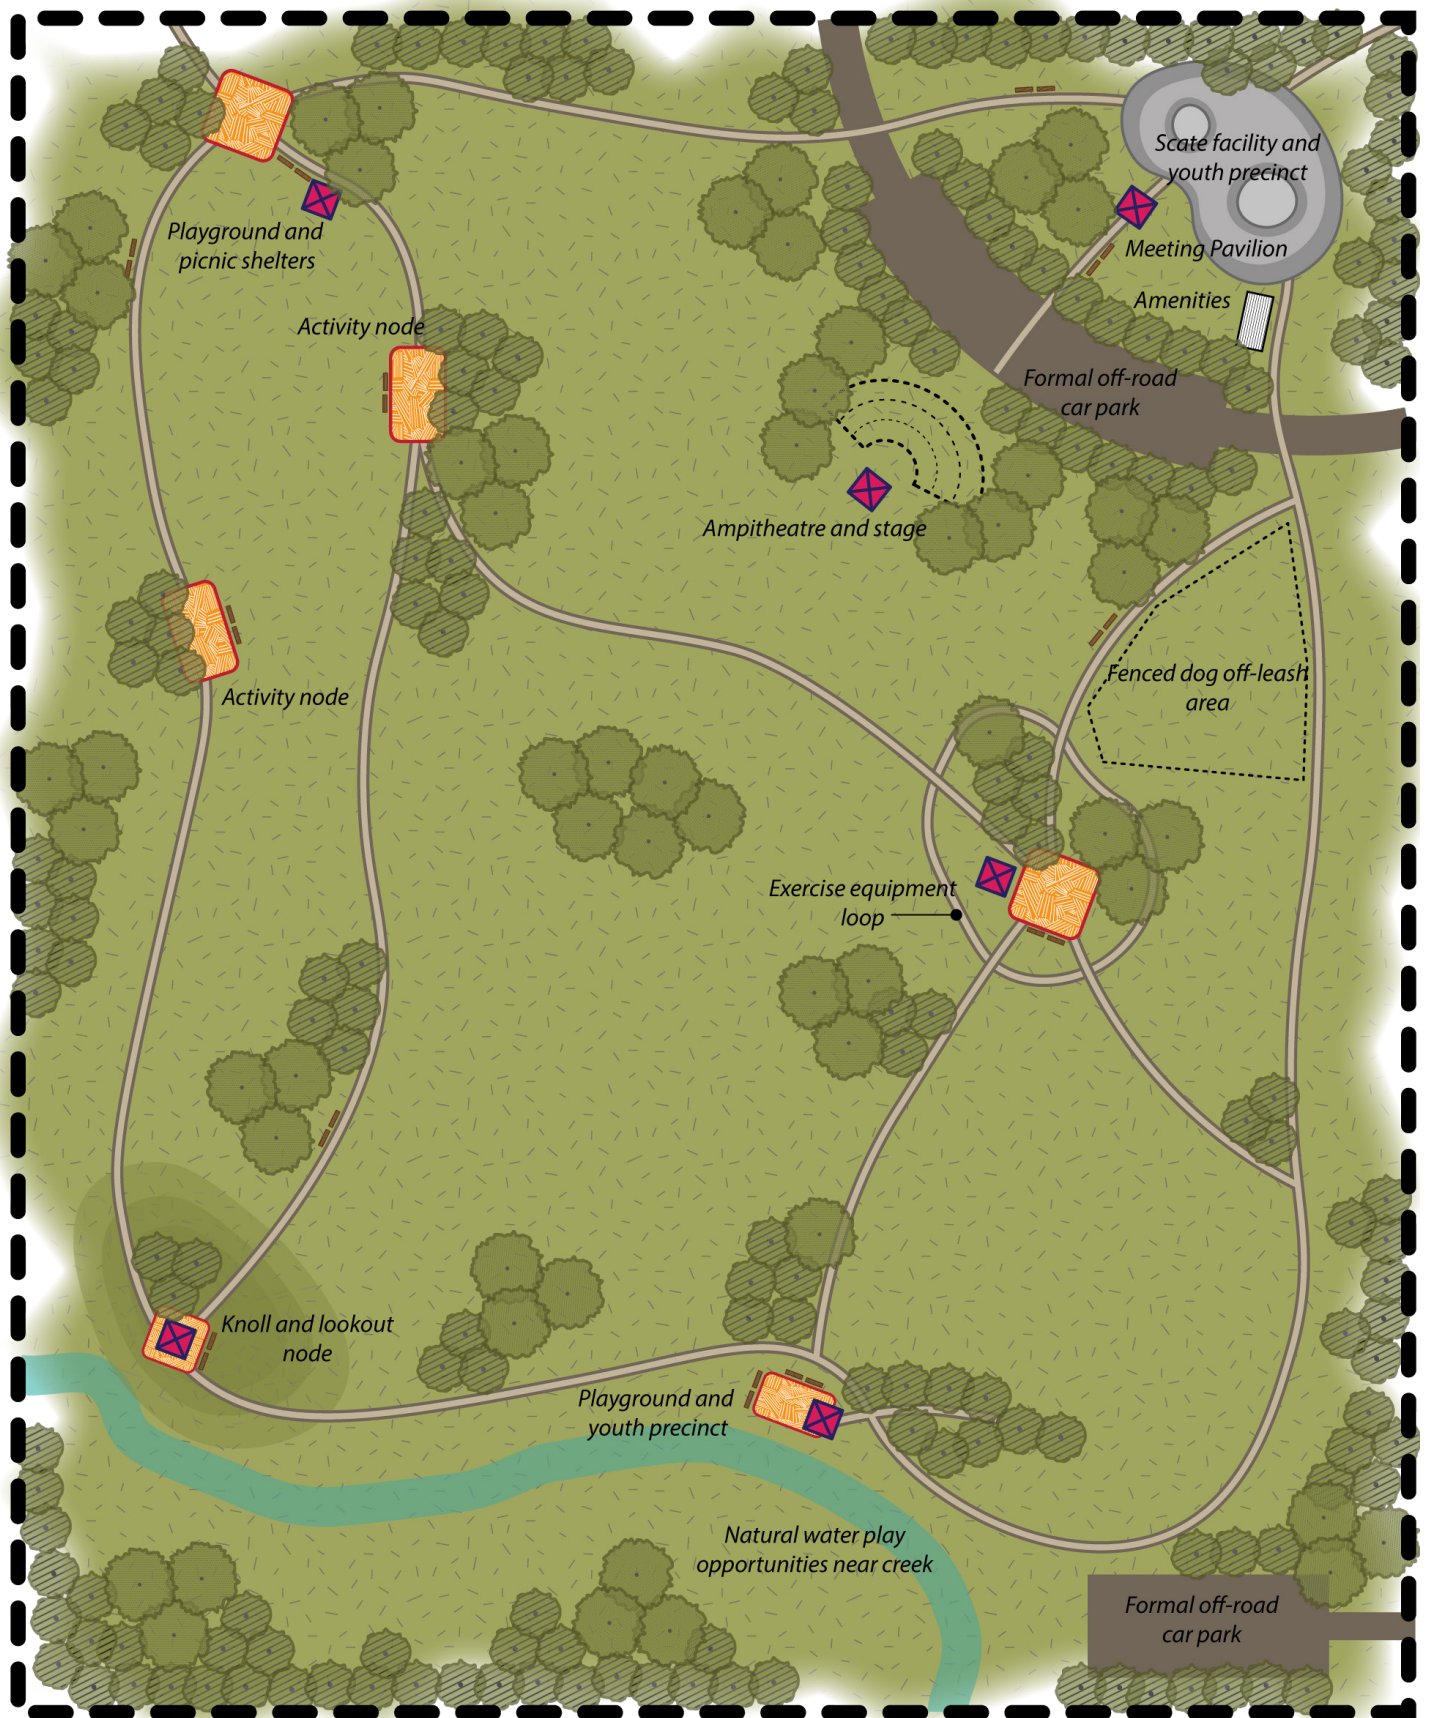 Scate facility and
youth precinct
Playground and
picnic shelters
Meeting Pavilion
Amenities
Activity node
Formal off-road
car park
Ampitheatre and stage
Fenced dog off-leash
area
Activity node
Exercise equipment
loop
Knoll and lookout
node
Playground and
youth precinct
Natural water play
opportunities near creek
Formal off-road
car park